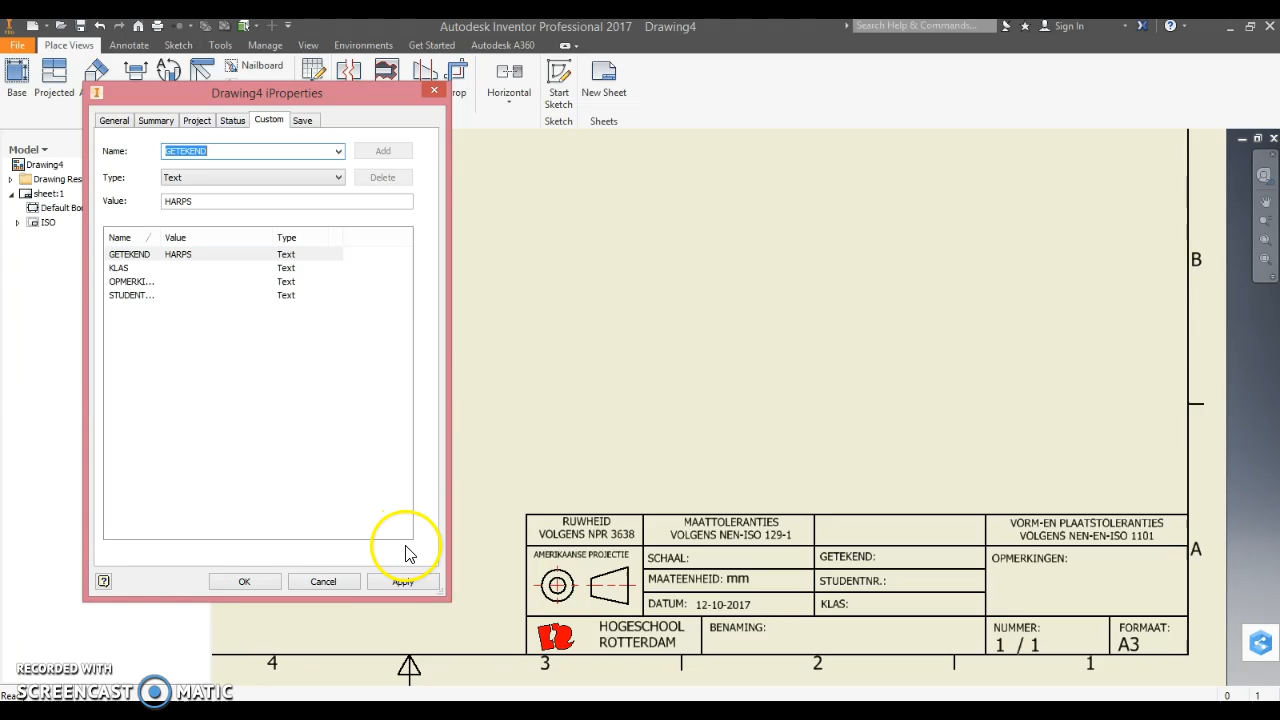 Autodesk Inventor Professional 2017 Drawing4
Search Help & Commands...
Sign In
File Place Views Annotate Sketch Tools Manage View Environments Get Started Autodesk A360
Nailboard
Base Projected
Horizontal
Start Sketch
New Sheet
Sketch Sheets
Drawing4 iProperties
General Summary Project Status Custom Save
Name: GETEKEND Add
Type: Text Delete
Value: HARPS
Name Value Type
GETEKEND HARPS Text
KLAS Text
OPMERKI... Text
STUDENT... Text
OK Cancel Apply
Model
Drawing4
Drawing Res
sheet:1
Default Bo
ISO
B
A
RUWHEID
VOLGENS NPR 3638
MAATTOLERANTIES
VOLGENS NEN-ISO 129-1
VORM-EN PLAATSTOLERANTIES
VOLGENS NEN-EN-ISO 1101
AMERIKAANSE PROJECTIE
SCHAAL:
GETEKEND:
OPMERKINGEN:
MAATEENHEID: mm
STUDENTNR.:
DATUM: 12-10-2017
KLAS:
HOGESCHOOL
ROTTERDAM
BENAMING:
NUMMER:
1 / 1
FORMAAT:
A3
4 3 2 1
RECORDED WITH
SCREENCAST MATIC
0 1